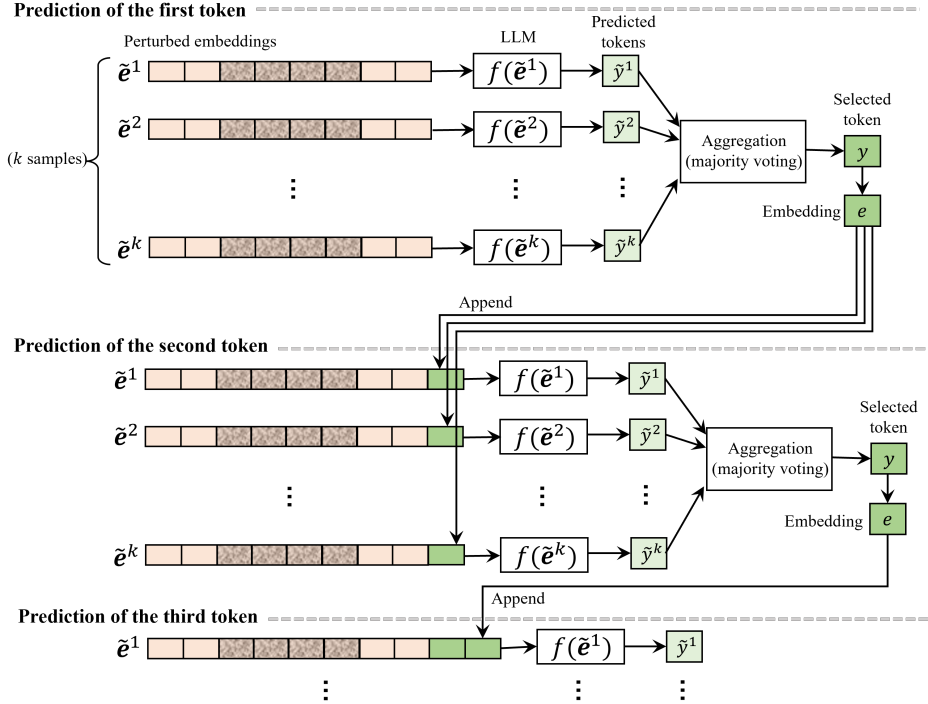 Prediction of the first token
Perturbed embeddings
LLM
Predicted
tokens
(k samples)
ẽ¹
f(ẽ¹)
ỹ¹
ẽ²
f(ẽ²)
ỹ²
Aggregation
(majority voting)
Selected
token
y
⋮ ⋮ ⋮
Embedding e
ẽᵏ
f(ẽᵏ)
ỹᵏ
Append
Prediction of the second token
ẽ¹
f(ẽ¹)
ỹ¹
ẽ²
f(ẽ²)
ỹ²
Aggregation
(majority voting)
Selected
token
y
⋮ ⋮ ⋮
Embedding e
ẽᵏ
f(ẽᵏ)
ỹᵏ
Append
Prediction of the third token
ẽ¹
f(ẽ¹)
ỹ¹
⋮ ⋮ ⋮